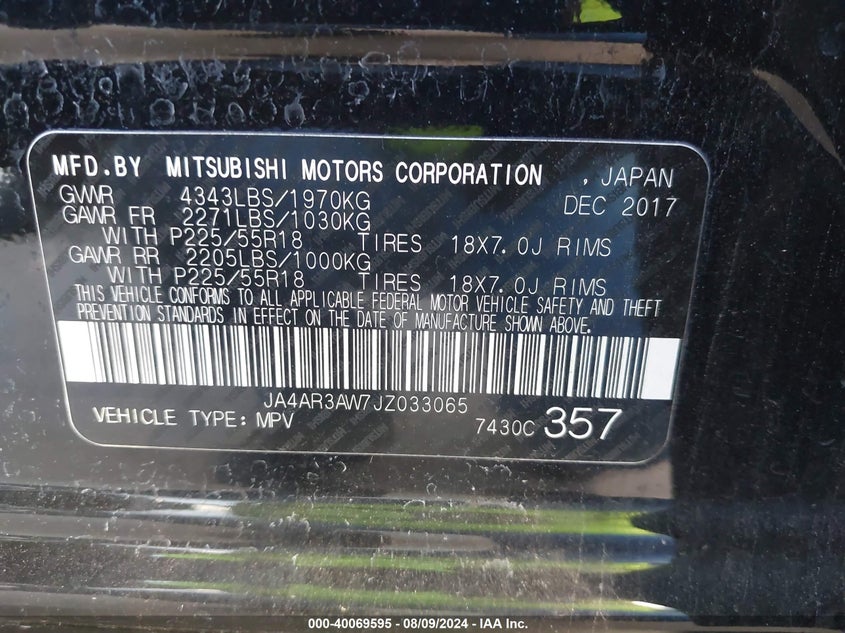 MFD.BY MITSUBISHI MOTORS CORPORATION , JAPAN
GVWR 4343LBS/1970KG DEC 2017
GAWR FR 2271LBS/1030KG
WITH P225/55R18 TIRES 18X7.0J RIMS
GAWR RR 2205LBS/1000KG
WITH P225/55R18 TIRES 18X7.0J RIMS
THIS VEHICLE CONFORMS TO ALL APPLICABLE FEDERAL MOTOR VEHICLE SAFETY AND THEFT
PREVENTION STANDARDS IN EFFECT ON THE DATE OF MANUFACTURE SHOWN ABOVE.
JA4AR3AW7JZ033065
VEHICLE TYPE: MPV 7430C 357
000-40069595 - 08/09/2024 - IAA Inc.